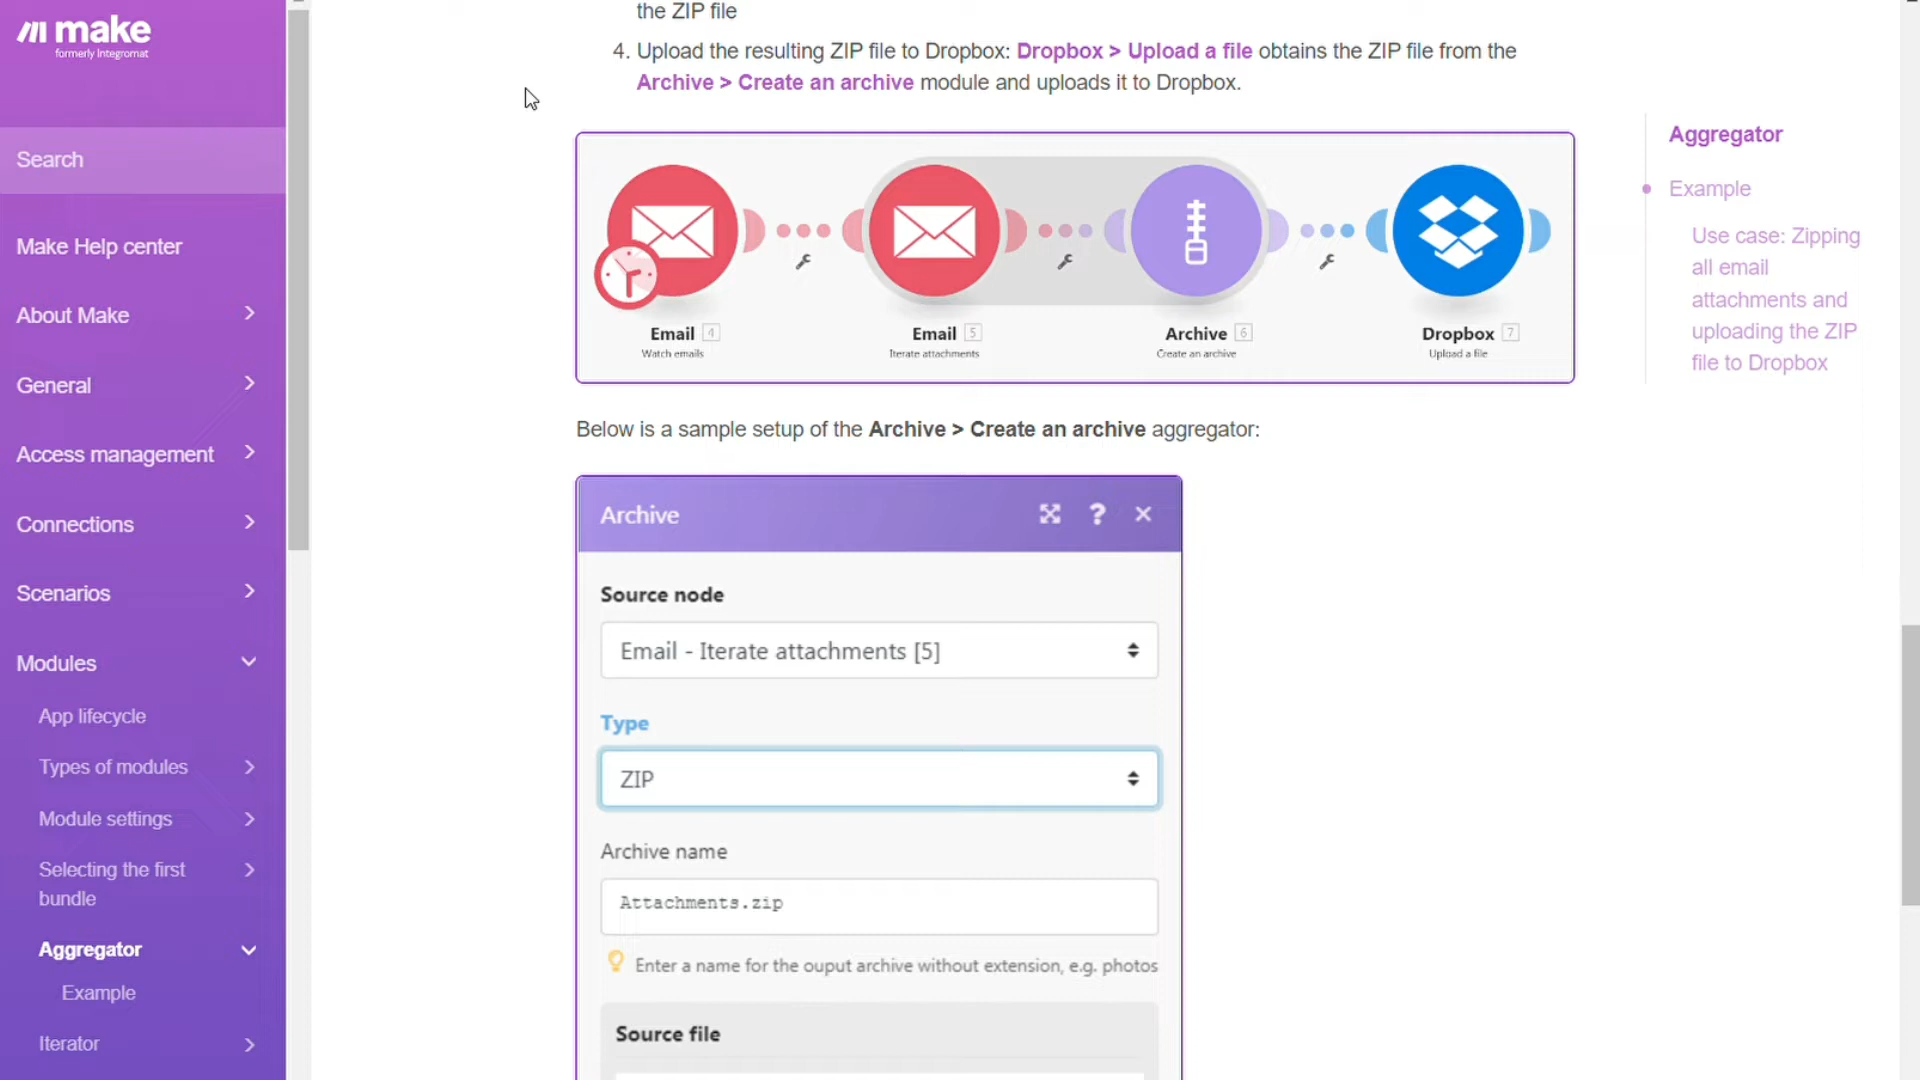 make
formerly Integromat
Search
Make Help center
About Make
General
Access management
Connections
Scenarios
Modules
App lifecycle
Types of modules
Module settings
Selecting the first
bundle
Aggregator
Example
Iterator
the ZIP file
4. Upload the resulting ZIP file to Dropbox: Dropbox > Upload a file obtains the ZIP file from the
Archive > Create an archive module and uploads it to Dropbox.
Email 4
Watch emails
Email 5
Iterate attachments
Archive 6
Create an archive
Dropbox 7
Upload a file
Below is a sample setup of the Archive > Create an archive aggregator:
Archive
Source node
Email - Iterate attachments [5]
Type
ZIP
Archive name
Attachments.zip
Enter a name for the ouput archive without extension, e.g. photos
Source file
Aggregator
Example
Use case: Zipping
all email
attachments and
uploading the ZIP
file to Dropbox